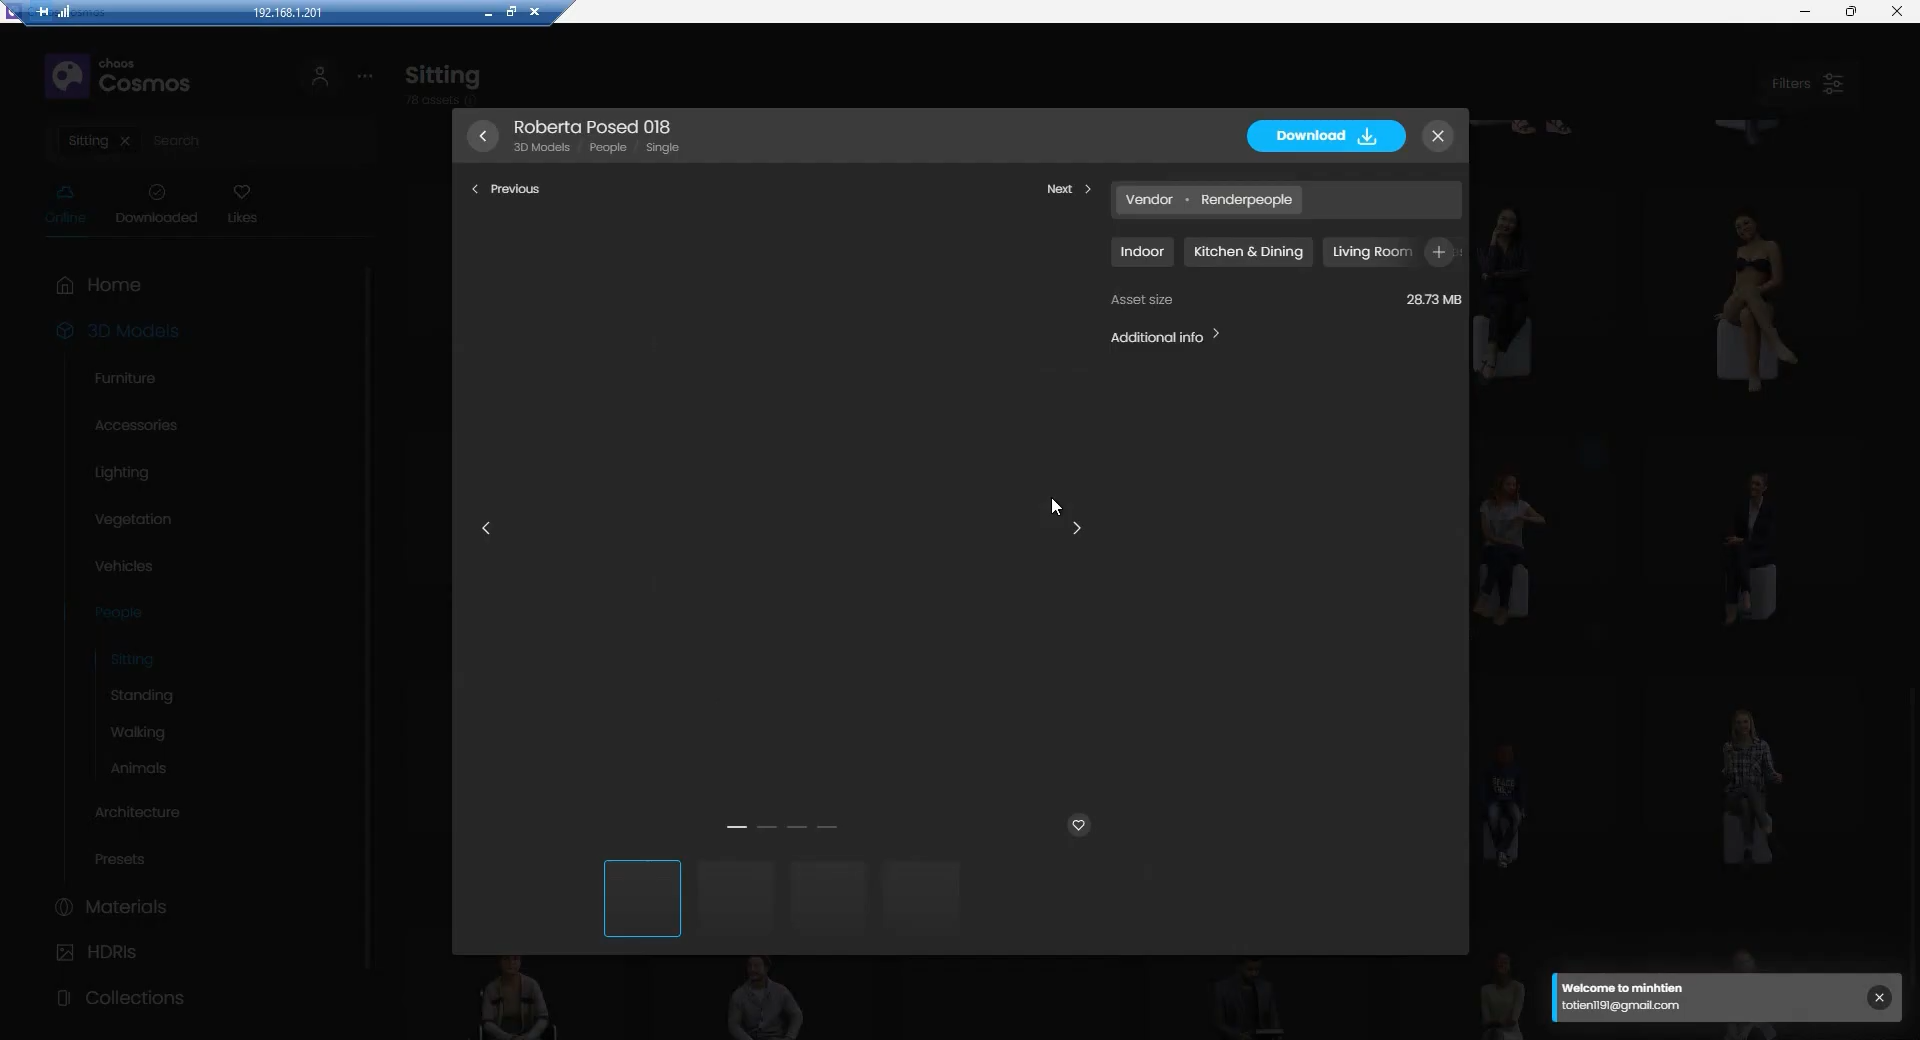 192.168.1.201
chaos
Cosmos
Sitting
78 assets
Filters
Sitting
Search
Online
Downloaded
Likes
Home
3D Models
Furniture
Accessories
Lighting
Vegetation
Vehicles
People
Sitting
Standing
Walking
Animals
Architecture
Presets
Materials
HDRIs
Collections
Roberta Posed 018
3D Models / People / Single
Download
Previous
Next
Vendor • Renderpeople
Indoor
Kitchen & Dining
Living Room
Asset size
28.73 MB
Additional info
Welcome to minhtien
totien1191@gmail.com